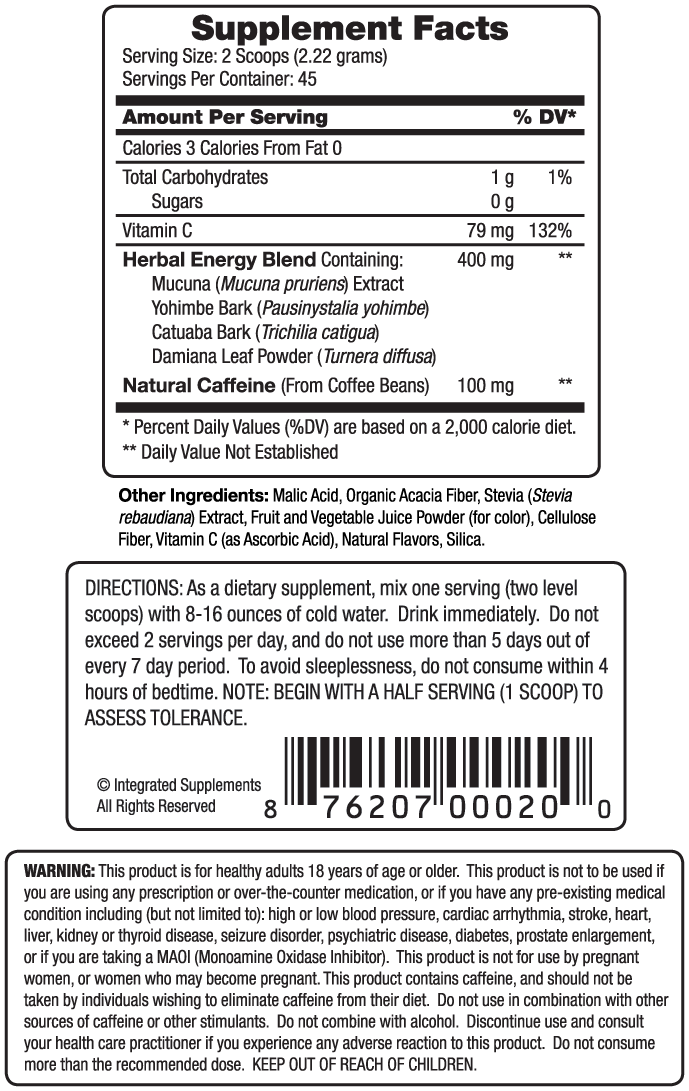 Supplement Facts
Serving Size: 2 Scoops (2.22 grams)
Servings Per Container: 45
Amount Per Serving % DV*
Calories 3 Calories From Fat 0
Total Carbohydrates 1 g 1%
Sugars 0 g
Vitamin C 79 mg 132%
Herbal Energy Blend Containing: 400 mg **
Mucuna (Mucuna pruriens) Extract
Yohimbe Bark (Pausinystalia yohimbe)
Catuaba Bark (Trichilia catigua)
Damiana Leaf Powder (Turnera diffusa)
Natural Caffeine (From Coffee Beans) 100 mg **
* Percent Daily Values (%DV) are based on a 2,000 calorie diet.
** Daily Value Not Established
Other Ingredients: Malic Acid, Organic Acacia Fiber, Stevia (Stevia
rebaudiana) Extract, Fruit and Vegetable Juice Powder (for color), Cellulose
Fiber, Vitamin C (as Ascorbic Acid), Natural Flavors, Silica.
DIRECTIONS: As a dietary supplement, mix one serving (two level
scoops) with 8-16 ounces of cold water. Drink immediately. Do not
exceed 2 servings per day, and do not use more than 5 days out of
every 7 day period. To avoid sleeplessness, do not consume within 4
hours of bedtime. NOTE: BEGIN WITH A HALF SERVING (1 SCOOP) TO
ASSESS TOLERANCE.
© Integrated Supplements
All Rights Reserved
8 76207 00020 0
WARNING: This product is for healthy adults 18 years of age or older. This product is not to be used if
you are using any prescription or over-the-counter medication, or if you have any pre-existing medical
condition including (but not limited to): high or low blood pressure, cardiac arrhythmia, stroke, heart,
liver, kidney or thyroid disease, seizure disorder, psychiatric disease, diabetes, prostate enlargement,
or if you are taking a MAOI (Monoamine Oxidase Inhibitor). This product is not for use by pregnant
women, or women who may become pregnant. This product contains caffeine, and should not be
taken by individuals wishing to eliminate caffeine from their diet. Do not use in combination with other
sources of caffeine or other stimulants. Do not combine with alcohol. Discontinue use and consult
your health care practitioner if you experience any adverse reaction to this product. Do not consume
more than the recommended dose. KEEP OUT OF REACH OF CHILDREN.